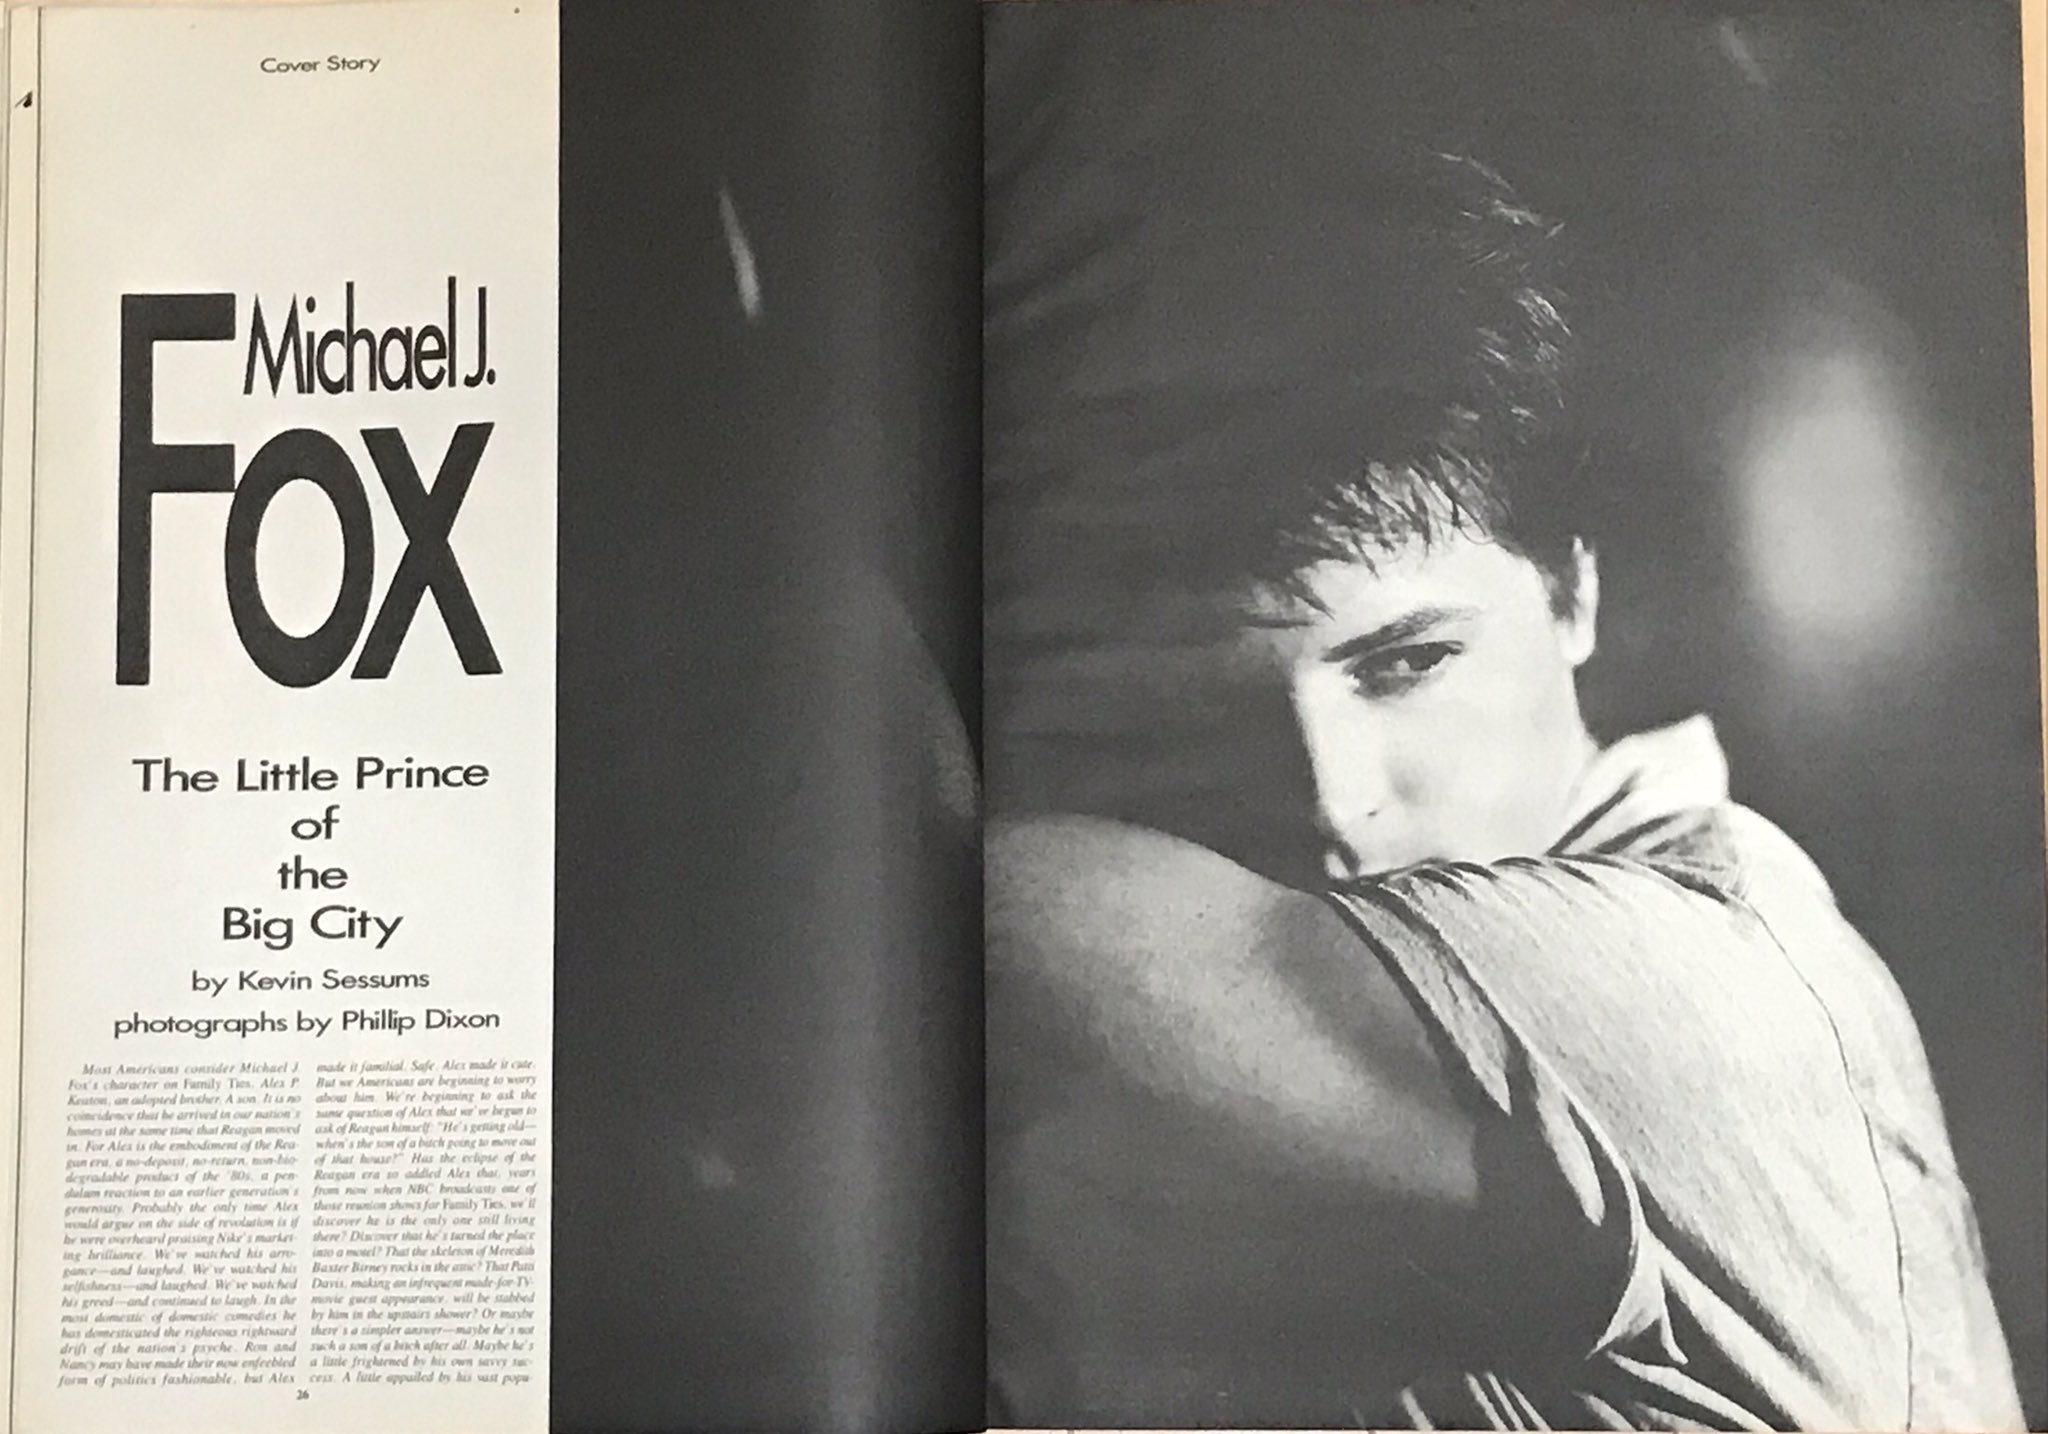 Cover Story
Michael J.
Fox
The Little Prince
of
the
Big City
by Kevin Sessums
photographs by Phillip Dixon
Most Americans consider Michael J.
Fox's character on Family Ties, Alex P.
Keaton, an adopted brother. A son. It is no
coincidence that he arrived in our nation's
homes at the same time that Reagan moved
in. For Alex is the embodiment of the Rea-
gan era, a no-deposit, no-return, non-bio-
degradable product of the '80s, a pen-
dulum reaction to an earlier generation's
generosity. Probably the only time Alex
would argue on the side of revolution is if
he were overheard praising Nike's market-
ing brilliance. We've watched his arro-
gance—and laughed. We've watched his
selfishness—and laughed. We've watched
his greed—and continued to laugh. In the
most domestic of domestic comedies he
has domesticated the righteous rightward
drift of the nation's psyche. Ron and
Nancy may have made their now enfeebled
form of politics fashionable, but Alex
made it familial. Safe. Alex made it cute.
But we Americans are beginning to worry
about him. We're beginning to ask the
same question of Alex that we've begun to
ask of Reagan himself: "He's getting old—
when's the son of a bitch going to move out
of that house?" Has the eclipse of the
Reagan era so addled Alex that, years
from now when NBC broadcasts one of
those reunion shows for Family Ties, we'll
discover he is the only one still living
there? Discover that he's turned the place
into a motel? That the skeleton of Meredith
Baxter Birney rocks in the attic? That Patti
Davis, making an infrequent made-for-TV-
movie guest appearance, will be stabbed
by him in the upstairs shower? Or maybe
there's a simpler answer—maybe he's not
such a son of a bitch after all. Maybe he's
a little frightened by his own savvy suc-
cess. A little appalled by his vast popu-
26